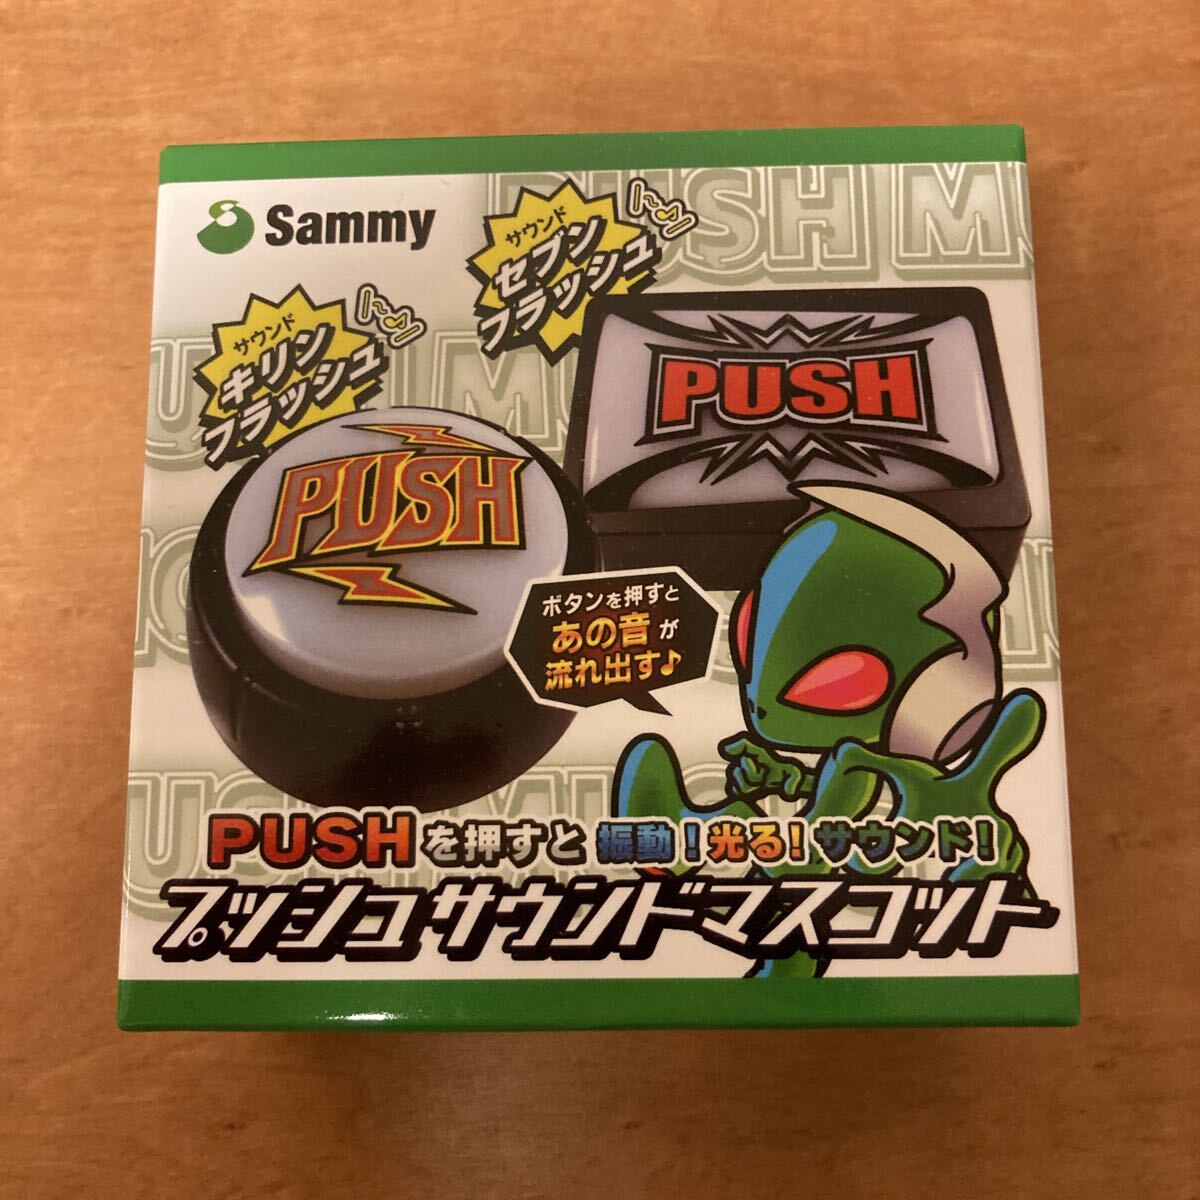 Sammy
サウンド
セブン
フラッシュ
サウンド
キリン
フラッシュ
PUSH
PUSH
ボタンを押すと
あの音が
流れ出す♪
PUSHを押すと振動!光る!サウンド!
プッシュサウンドマスコット